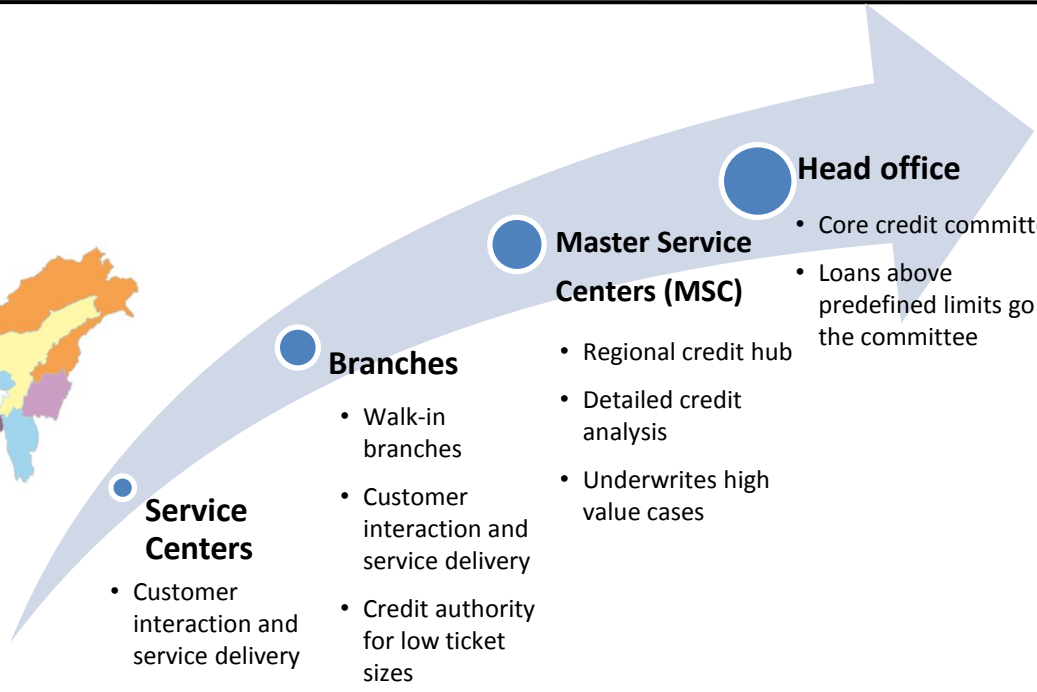 Head office
• Core credit committe
• Loans above
predefined limits go
the committee
Master Service
Centers (MSC)
• Regional credit hub
• Detailed credit
analysis
• Underwrites high
value cases
Branches
• Walk-in
branches
• Customer
interaction and
service delivery
• Credit authority
for low ticket
sizes
Service
Centers
• Customer
interaction and
service delivery